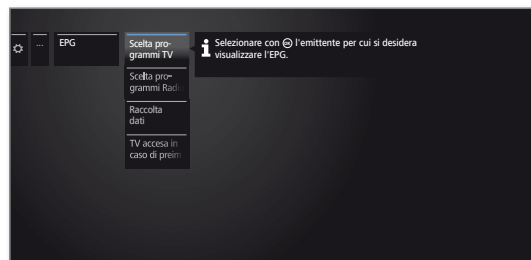 ...
EPG
Scelta pro-
grammi TV
Selezionare con OK l'emittente per cui si desidera
visualizzare l'EPG.
Scelta pro-
grammi Radi
Raccolta
dati
TV accesa in
caso di preim